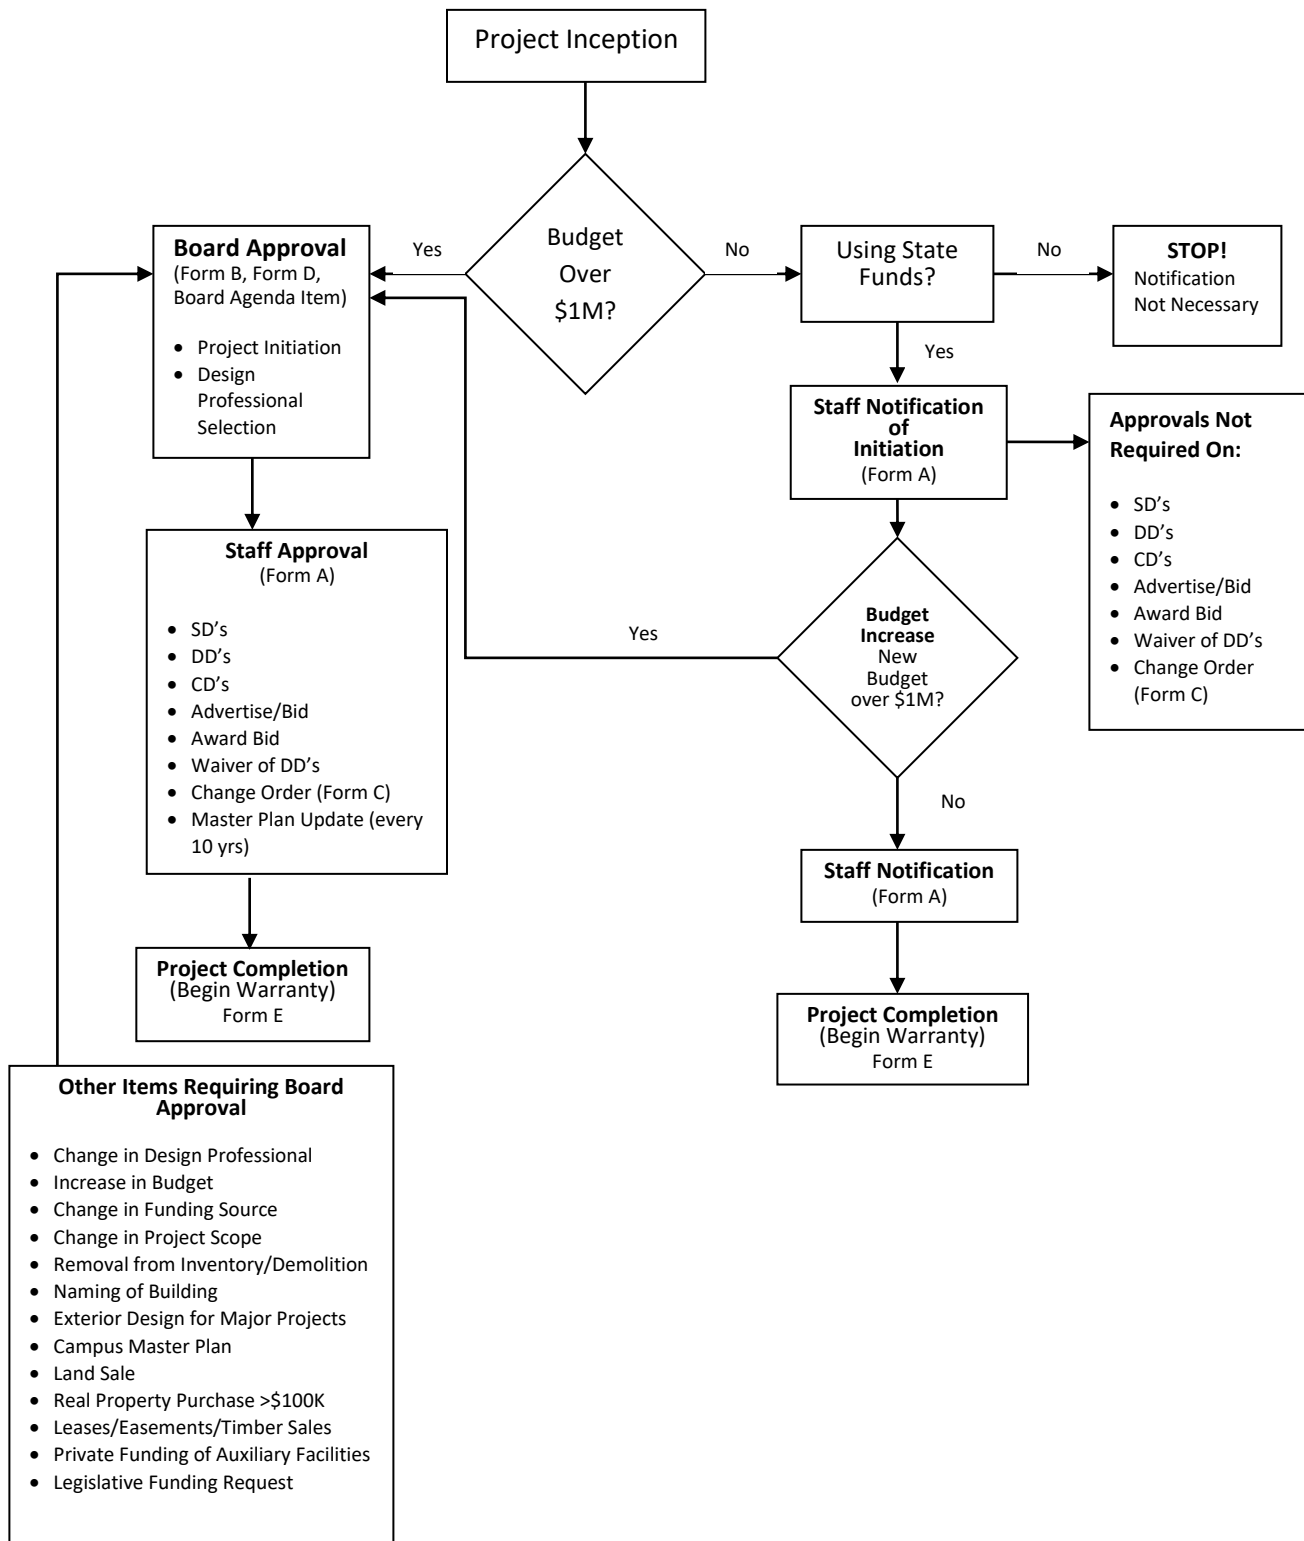 Project Inception
Budget
Over
$1M?
Yes
No
Board Approval
(Form B, Form D,
Board Agenda Item)
• Project Initiation
• Design
Professional
Selection
Using State
Funds?
No
STOP!
Notification
Not Necessary
Yes
Staff Notification
of
Initiation
(Form A)
Approvals Not
Required On:
• SD’s
• DD’s
• CD’s
• Advertise/Bid
• Award Bid
• Waiver of DD’s
• Change Order
(Form C)
Staff Approval
(Form A)
• SD’s
• DD’s
• CD’s
• Advertise/Bid
• Award Bid
• Waiver of DD’s
• Change Order (Form C)
• Master Plan Update (every
10 yrs)
Yes
Budget
Increase
New
Budget
over $1M?
No
Staff Notification
(Form A)
Project Completion
(Begin Warranty)
Form E
Project Completion
(Begin Warranty)
Form E
Other Items Requiring Board
Approval
• Change in Design Professional
• Increase in Budget
• Change in Funding Source
• Change in Project Scope
• Removal from Inventory/Demolition
• Naming of Building
• Exterior Design for Major Projects
• Campus Master Plan
• Land Sale
• Real Property Purchase >$100K
• Leases/Easements/Timber Sales
• Private Funding of Auxiliary Facilities
• Legislative Funding Request